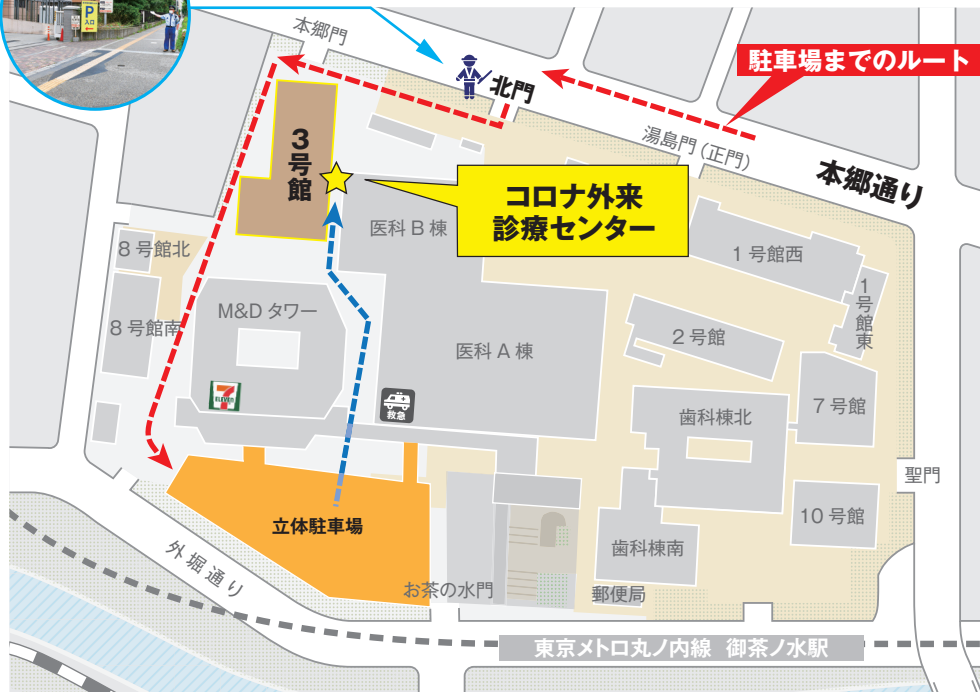 P
入口
本郷門
北門
駐車場までのルート
湯島門(正門)
本郷通り
3号館
コロナ外来
診療センター
医科B棟
1号館西
1号館東
8号館北
M&Dタワー
8号館南
医科A棟
2号館
7
ELEVEN
救急
歯科棟北
7号館
聖門
立体駐車場
10号館
外堀通り
歯科棟南
お茶の水門
郵便局
東京メトロ丸ノ内線 御茶ノ水駅